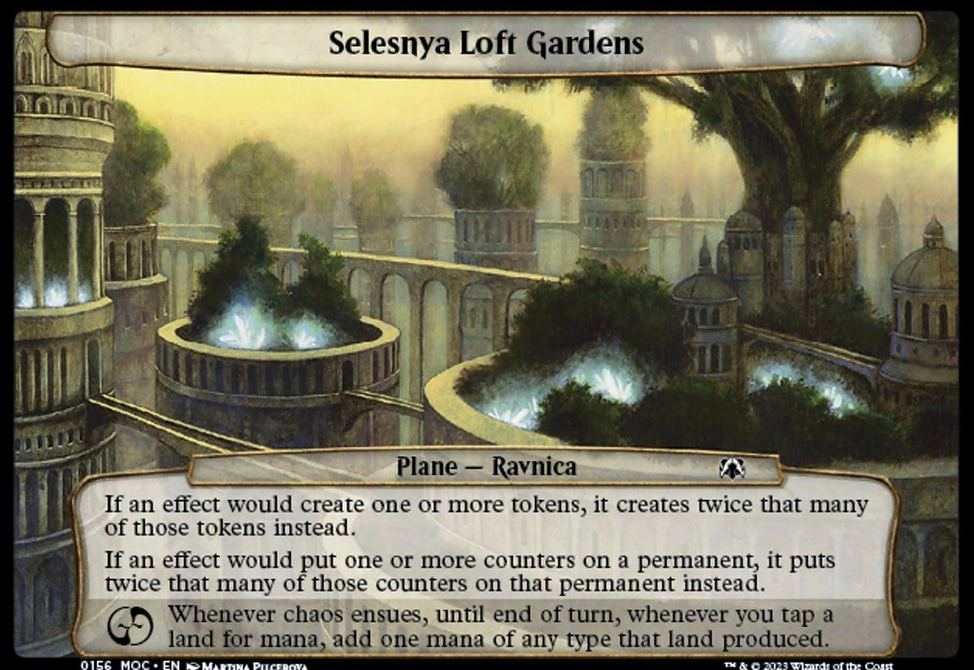 Selesnya Loft Gardens
Plane — Ravnica
If an effect would create one or more tokens, it creates twice that many
of those tokens instead.
If an effect would put one or more counters on a permanent, it puts
twice that many of those counters on that permanent instead.
Whenever chaos ensues, until end of turn, whenever you tap a
land for mana, add one mana of any type that land produced.
0156 MOC • EN Martina Pilcerova
™ & © 2023 Wizards of the Coast